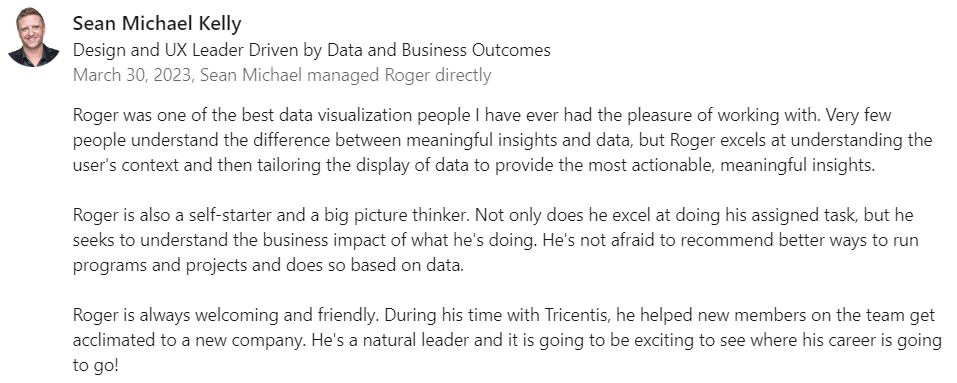 Sean Michael Kelly
Design and UX Leader Driven by Data and Business Outcomes
March 30, 2023, Sean Michael managed Roger directly
Roger was one of the best data visualization people I have ever had the pleasure of working with. Very few
people understand the difference between meaningful insights and data, but Roger excels at understanding the
user's context and then tailoring the display of data to provide the most actionable, meaningful insights.
Roger is also a self-starter and a big picture thinker. Not only does he excel at doing his assigned task, but he
seeks to understand the business impact of what he's doing. He's not afraid to recommend better ways to run
programs and projects and does so based on data.
Roger is always welcoming and friendly. During his time with Tricentis, he helped new members on the team get
acclimated to a new company. He's a natural leader and it is going to be exciting to see where his career is going
to go!